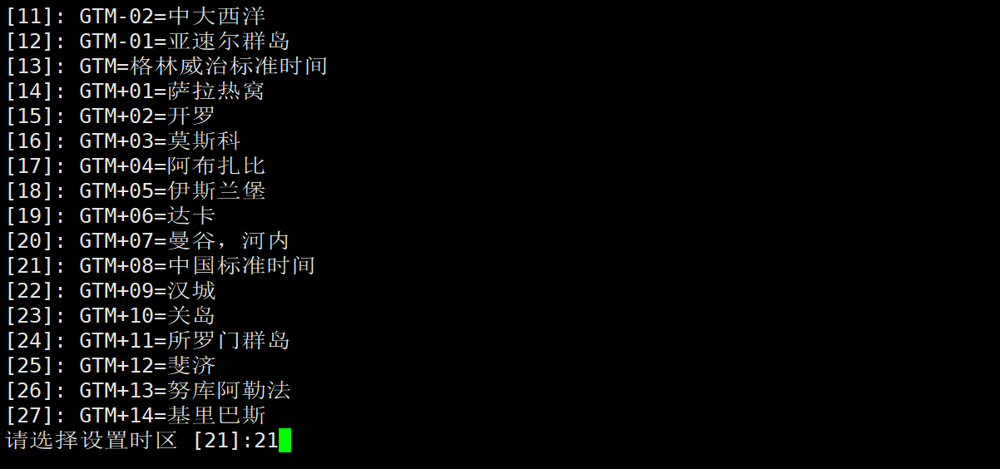 [11]: GTM-02=中大西洋
[12]: GTM-01=亚速尔群岛
[13]: GTM=格林威治标准时间
[14]: GTM+01=萨拉热窝
[15]: GTM+02=开罗
[16]: GTM+03=莫斯科
[17]: GTM+04=阿布扎比
[18]: GTM+05=伊斯兰堡
[19]: GTM+06=达卡
[20]: GTM+07=曼谷，河内
[21]: GTM+08=中国标准时间
[22]: GTM+09=汉城
[23]: GTM+10=关岛
[24]: GTM+11=所罗门群岛
[25]: GTM+12=斐济
[26]: GTM+13=努库阿勒法
[27]: GTM+14=基里巴斯
请选择设置时区 [21]:21